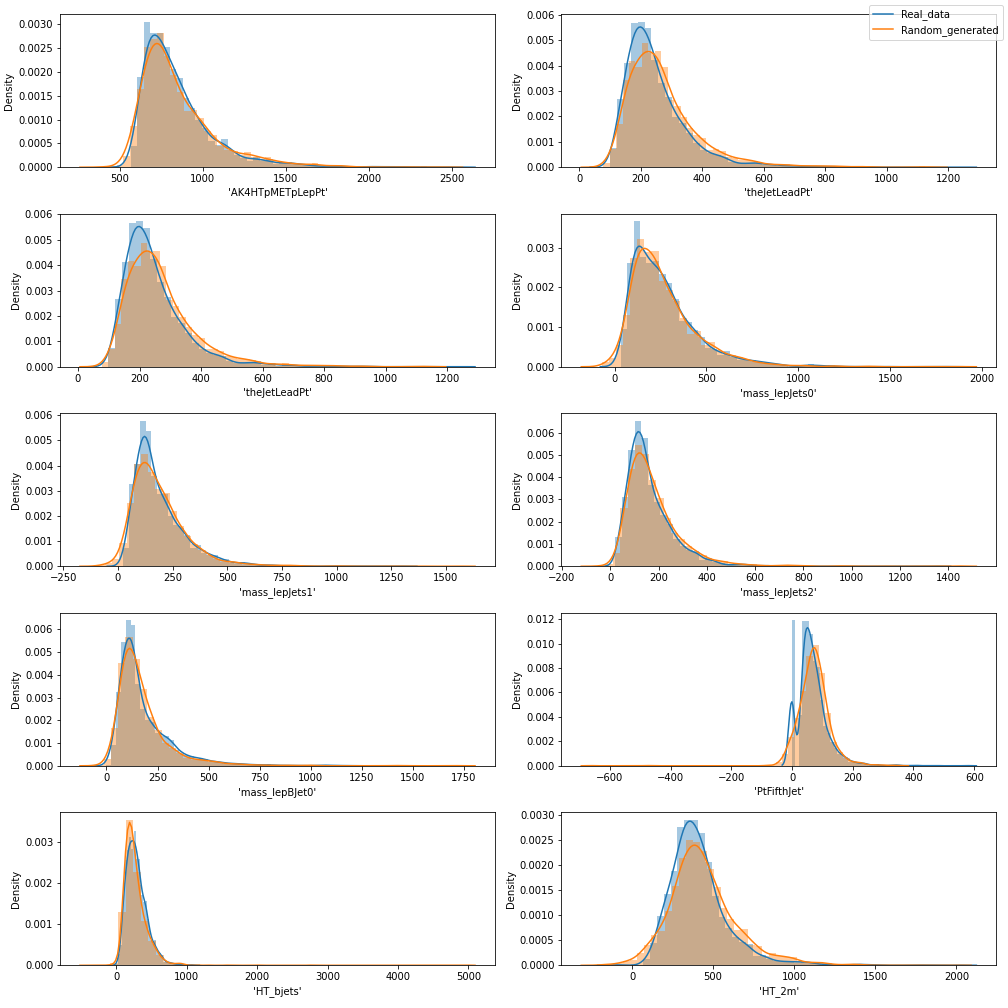 Real_data
Random_generated
0.0030
0.0025
0.0020
0.0015
0.0010
0.0005
0.0000
Density
500 1000 1500 2000 2500
'AK4HTpMETpLepPt'
0.006
0.005
0.004
0.003
0.002
0.001
0.000
Density
0 200 400 600 800 1000 1200
'theJetLeadPt'
0.006
0.005
0.004
0.003
0.002
0.001
0.000
Density
0 200 400 600 800 1000 1200
'theJetLeadPt'
0.003
0.002
0.001
0.000
Density
0 500 1000 1500 2000
'mass_lepJets0'
0.006
0.005
0.004
0.003
0.002
0.001
0.000
Density
−250 0 250 500 750 1000 1250 1500
'mass_lepJets1'
0.006
0.005
0.004
0.003
0.002
0.001
0.000
Density
−200 0 200 400 600 800 1000 1200 1400
'mass_lepJets2'
0.006
0.005
0.004
0.003
0.002
0.001
0.000
Density
0 250 500 750 1000 1250 1500 1750
'mass_lepBJet0'
0.012
0.010
0.008
0.006
0.004
0.002
0.000
Density
−600 −400 −200 0 200 400 600
'PtFifthJet'
0.003
0.002
0.001
0.000
Density
0 1000 2000 3000 4000 5000
'HT_bjets'
0.0030
0.0025
0.0020
0.0015
0.0010
0.0005
0.0000
Density
0 500 1000 1500 2000
'HT_2m'